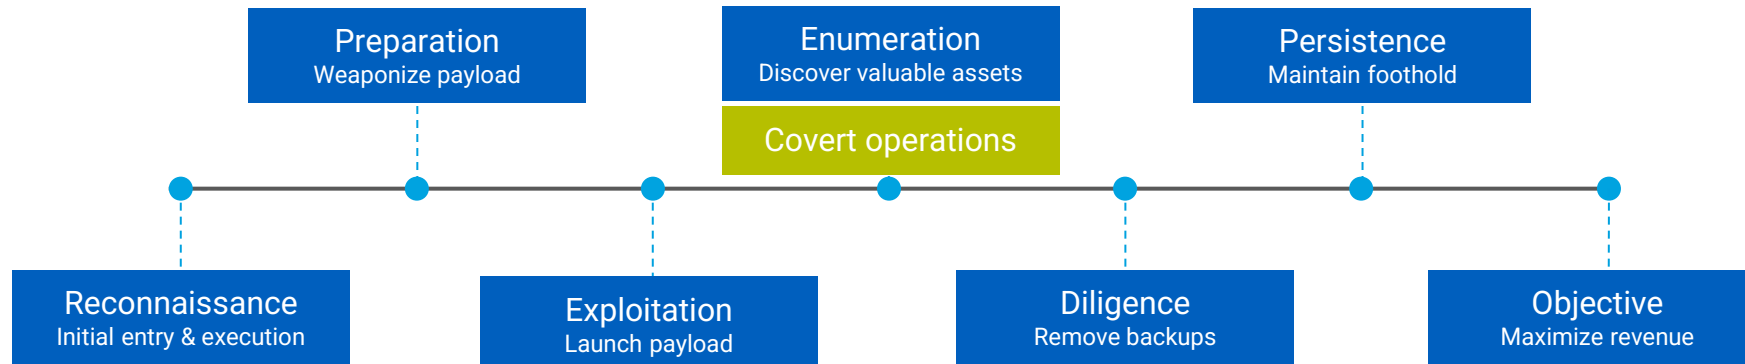 Preparation
Weaponize payload
Enumeration
Discover valuable assets
Covert operations
Persistence
Maintain foothold
Reconnaissance
Initial entry & execution
Exploitation
Launch payload
Diligence
Remove backups
Objective
Maximize revenue